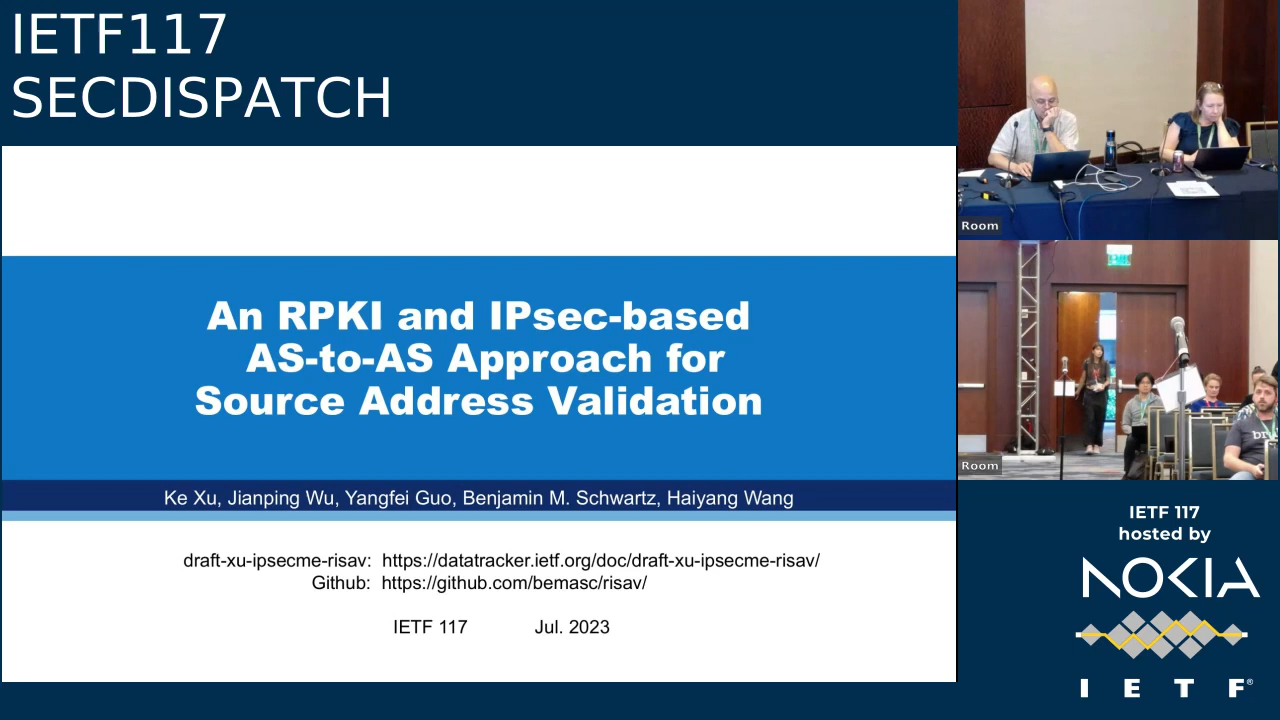 IETF117
SECDISPATCH
An RPKI and IPsec-based
AS-to-AS Approach for
Source Address Validation
Ke Xu, Jianping Wu, Yangfei Guo, Benjamin M. Schwartz, Haiyang Wang
draft-xu-ipsecme-risav: https://datatracker.ietf.org/doc/draft-xu-ipsecme-risav/
Github: https://github.com/bemasc/risav/
IETF 117 Jul. 2023
Room
Room
IETF 117
hosted by
NOKIA
I E T F®